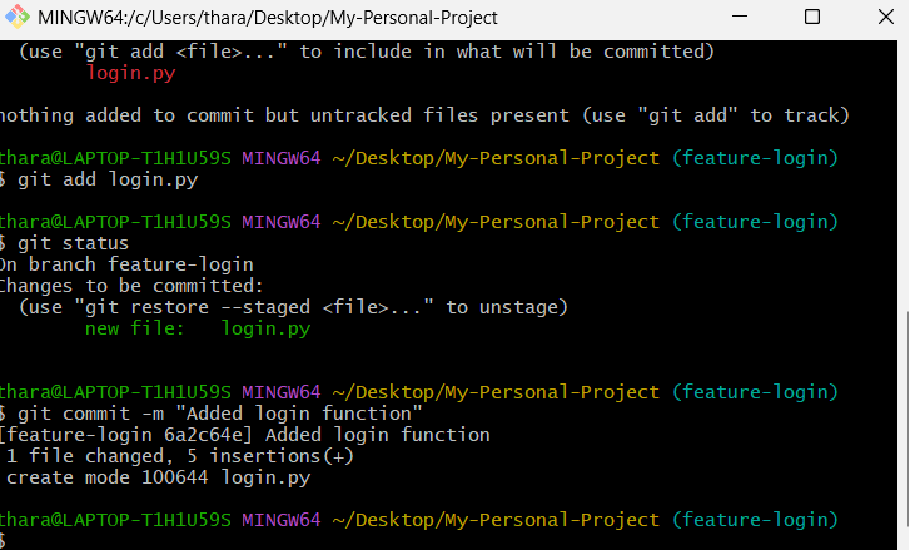 MINGW64:/c/Users/thara/Desktop/My-Personal-Project
(use "git add <file>..." to include in what will be committed)
login.py
nothing added to commit but untracked files present (use "git add" to track)
thara@LAPTOP-T1H1U59S MINGW64 ~/Desktop/My-Personal-Project (feature-login)
$ git add login.py
thara@LAPTOP-T1H1U59S MINGW64 ~/Desktop/My-Personal-Project (feature-login)
$ git status
On branch feature-login
Changes to be committed:
(use "git restore --staged <file>..." to unstage)
new file:   login.py
thara@LAPTOP-T1H1U59S MINGW64 ~/Desktop/My-Personal-Project (feature-login)
$ git commit -m "Added login function"
[feature-login 6a2c64e] Added login function
1 file changed, 5 insertions(+)
create mode 100644 login.py
thara@LAPTOP-T1H1U59S MINGW64 ~/Desktop/My-Personal-Project (feature-login)
$